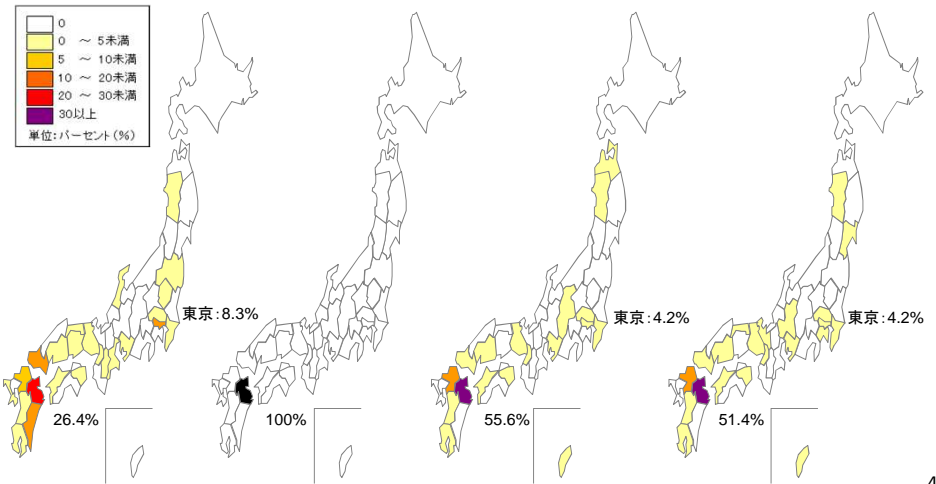 0
0 ～ 5未満
5 ～ 10未満
10 ～ 20未満
20 ～ 30未満
30以上
単位：パーセント（%）
東京：8.3%
東京：4.2%
東京：4.2%
26.4%
100%
55.6%
51.4%
4